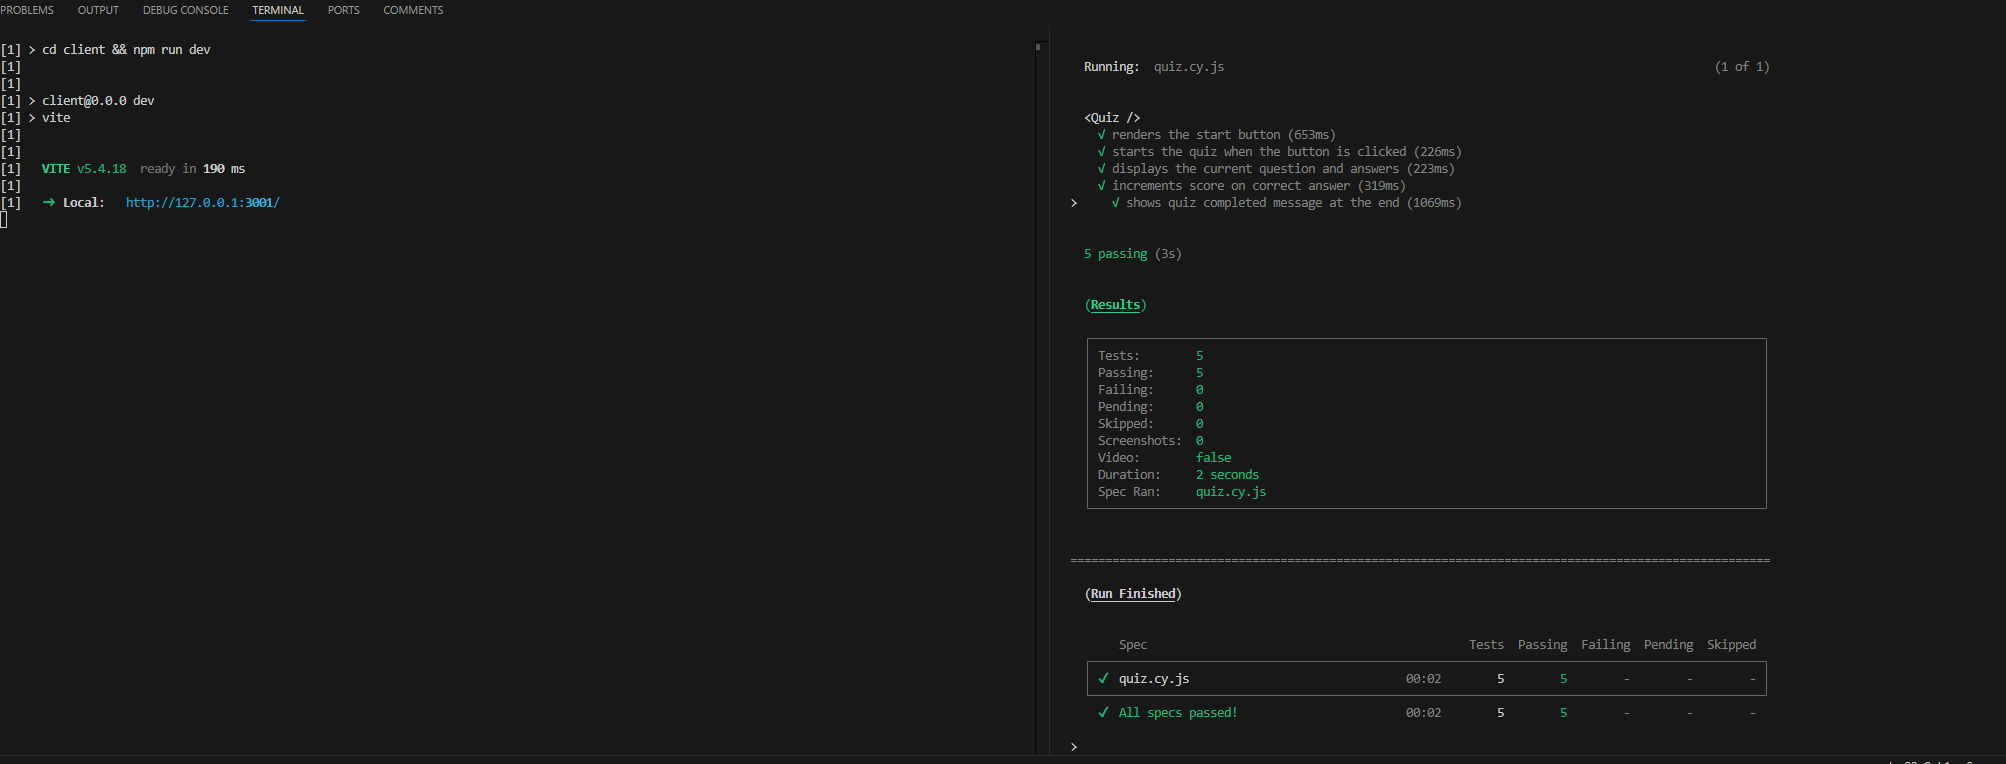 PROBLEMS OUTPUT DEBUG CONSOLE TERMINAL PORTS COMMENTS
[1] > cd client && npm run dev
[1]
[1]
[1] > client@0.0.0 dev
[1] > vite
[1]
[1]
[1] VITE v5.4.18 ready in 190 ms
[1]
[1] ➜ Local: http://127.0.0.1:3001/
Running: quiz.cy.js (1 of 1)
<Quiz />
√ renders the start button (653ms)
√ starts the quiz when the button is clicked (226ms)
√ displays the current question and answers (223ms)
√ increments score on correct answer (319ms)
> √ shows quiz completed message at the end (1069ms)
5 passing (3s)
(Results)
Tests: 5
Passing: 5
Failing: 0
Pending: 0
Skipped: 0
Screenshots: 0
Video: false
Duration: 2 seconds
Spec Ran: quiz.cy.js
====================================================================================================
(Run Finished)
Spec Tests Passing Failing Pending Skipped
✔ quiz.cy.js 00:02 5 5 - - -
✔ All specs passed! 00:02 5 5 - - -
>